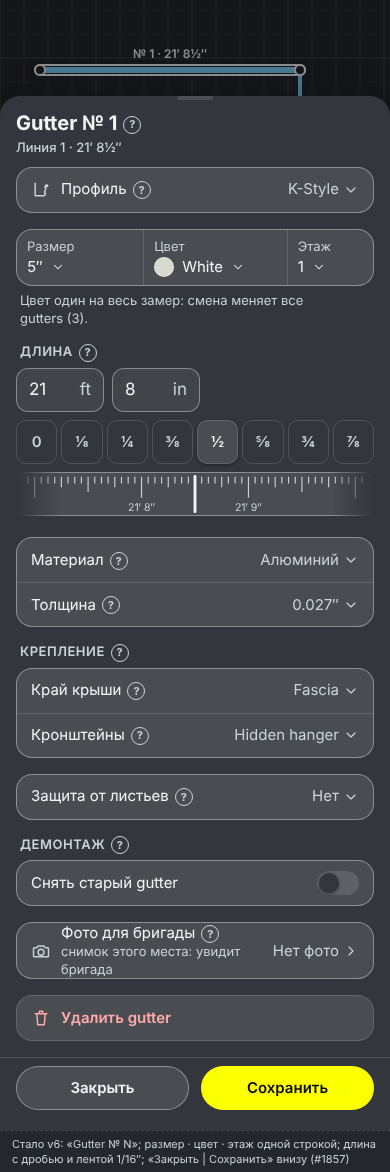 № 1 · 21′ 8½″
Gutter № 1 ?
Линия 1 · 21′ 8½″
Профиль ? K-Style
Размер Цвет Этаж
5″ White 1
Цвет один на весь замер: смена меняет все
gutters (3).
ДЛИНА ?
21 ft 8 in
0 ⅛ ¼ ⅜ ½ ⅝ ¾ ⅞
21′ 8″ 21′ 9″
Материал ? Алюминий
Толщина ? 0.027″
КРЕПЛЕНИЕ ?
Край крыши ? Fascia
Кронштейны ? Hidden hanger
Защита от листьев ? Нет
ДЕМОНТАЖ ?
Снять старый gutter
Фото для бригады ?
снимок этого места: увидит
бригада
Нет фото
Удалить gutter
Закрыть Сохранить
Стало v6: «Gutter № N»; размер · цвет · этаж одной строкой; длина
с дробью и лентой 1/16″; «Закрыть | Сохранить» внизу (#1857)